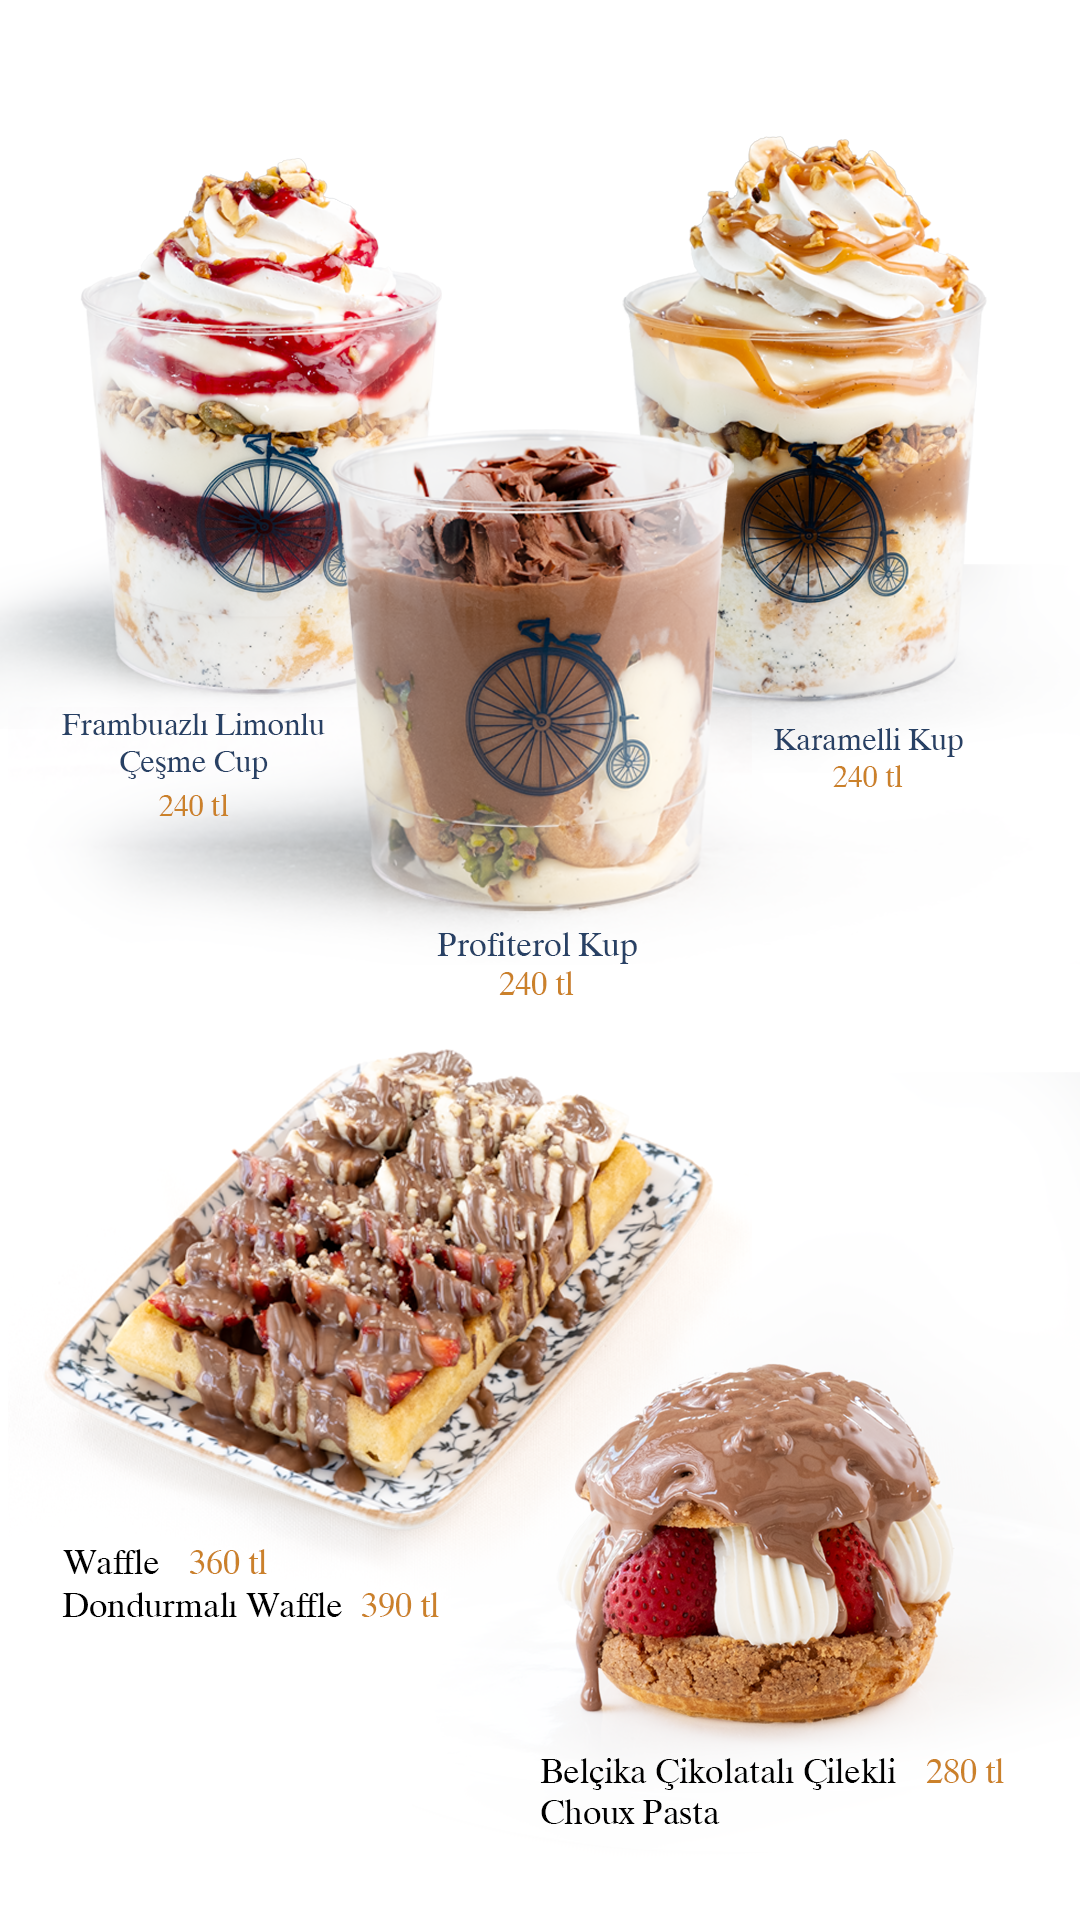 Frambuazlı Limonlu
Çeşme Cup
240 tl
Karamelli Kup
240 tl
Profiterol Kup
240 tl
Waffle 360 tl
Dondurmalı Waffle 390 tl
Belçika Çikolatalı Çilekli 280 tl
Choux Pasta